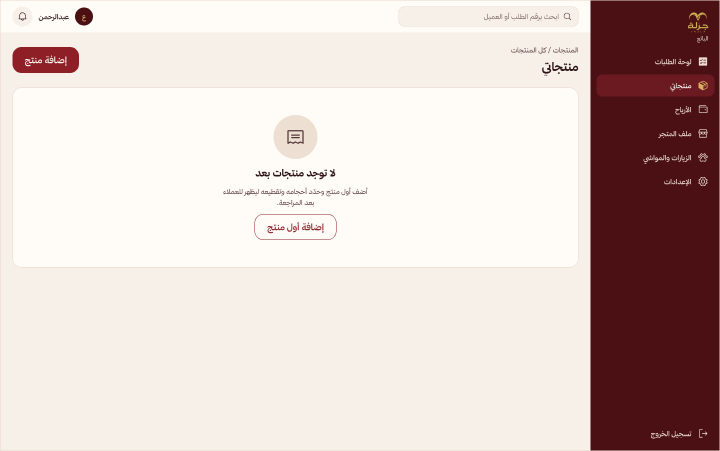 جزلة
البائع
لوحة الطلبات
منتجاتي
الأرباح
ملف المتجر
الزيارات والمواشي
الإعدادات
تسجيل الخروج
ابحث برقم الطلب أو العميل
ع
عبدالرحمن
المنتجات / كل المنتجات
منتجاتي
إضافة منتج
لا توجد منتجات بعد
أضف أول منتج وحدّد أحجامه وتقطيعه ليظهر للعملاء
بعد المراجعة.
إضافة أول منتج